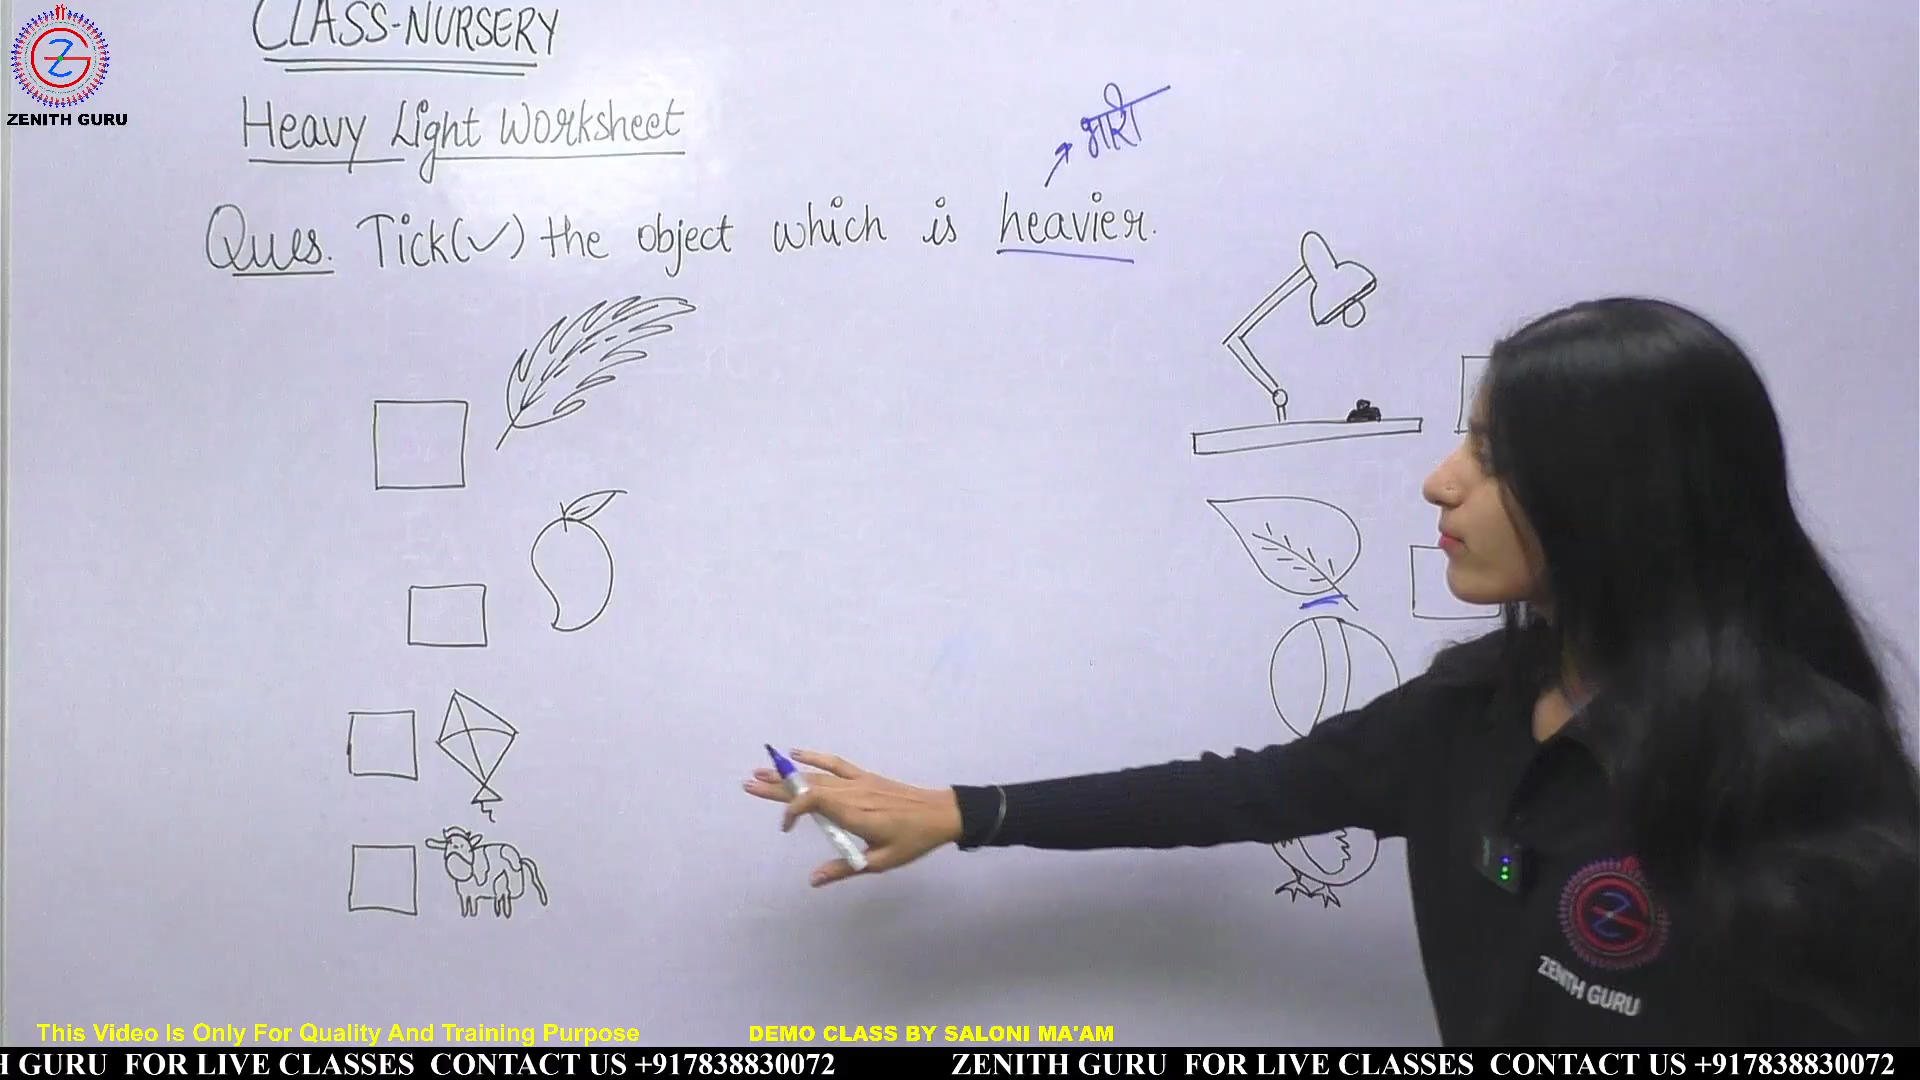 CLASS-NURSERY
ZENITH GURU
Heavy Light Worksheet
भारी
Ques. Tick(✓) the object which is heavier.
ZENITH GURU
This Video Is Only For Quality And Training Purpose
DEMO CLASS BY SALONI MA'AM
H GURU FOR LIVE CLASSES CONTACT US +917838830072 ZENITH GURU FOR LIVE CLASSES CONTACT US +917838830072